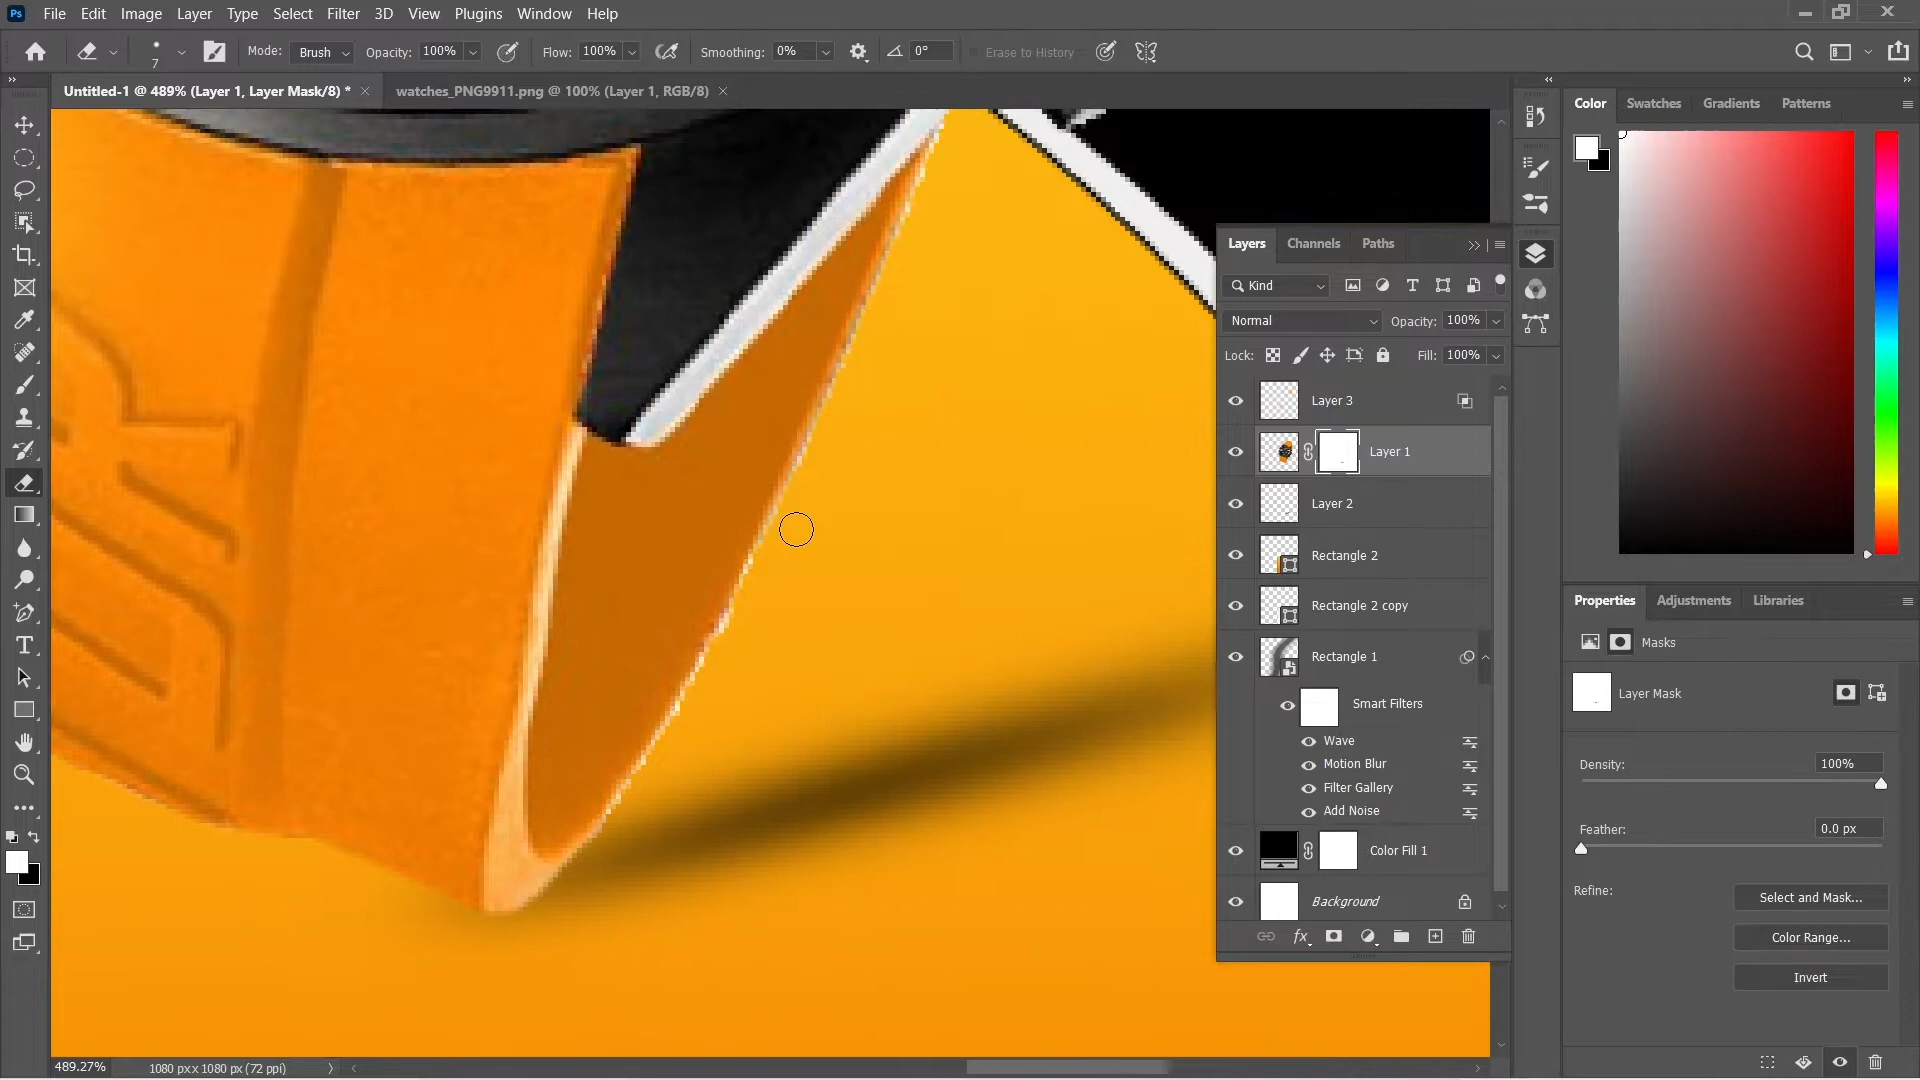 Ps File Edit Image Layer Type Select Filter 3D View Plugins Window Help
7 Mode: Brush Opacity: 100% Flow: 100% Smoothing: 0% 0° Erase to History
Untitled-1 @ 489% (Layer 1, Layer Mask/8) * watches_PNG9911.png @ 100% (Layer 1, RGB/8)
Color Swatches Gradients Patterns
Layers Channels Paths
Kind
Normal Opacity: 100%
Lock: Fill: 100%
Layer 3
Layer 1
Layer 2
Rectangle 2
Rectangle 2 copy
Rectangle 1
Smart Filters
Wave
Motion Blur
Filter Gallery
Add Noise
Color Fill 1
Background
fx
Properties Adjustments Libraries
Masks
Layer Mask
Density: 100%
Feather: 0.0 px
Refine: Select and Mask...
Color Range...
Invert
489.27% 1080 px x 1080 px (72 ppi)